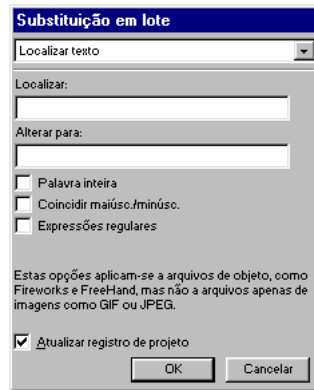 Substituição em lote
Localizar texto
Localizar:
Alterar para:
Palavra inteira
Coincidir maiúsc./minúsc.
Expressões regulares
Estas opções aplicam-se a arquivos de objeto, como
Fireworks e FreeHand, mas não a arquivos apenas de
imagens como GIF ou JPEG.
Atualizar registro de projeto
OK Cancelar